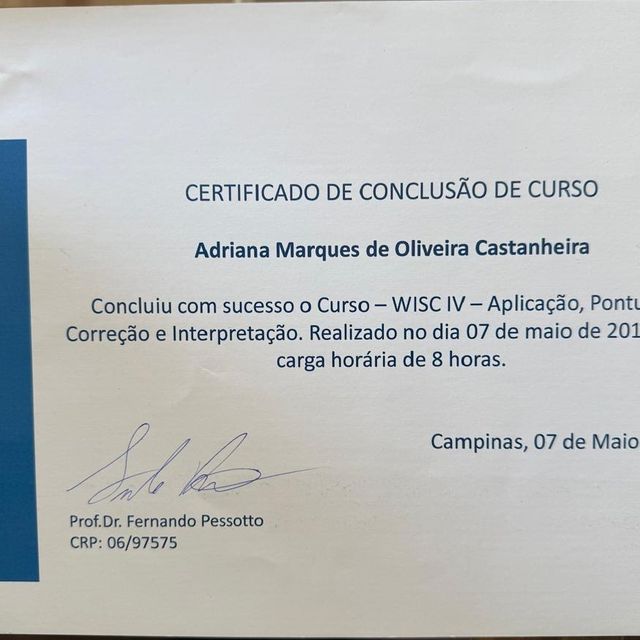 CERTIFICADO DE CONCLUSÃO DE CURSO
Adriana Marques de Oliveira Castanheira
Concluiu com sucesso o Curso – WISC IV – Aplicação, Pontu
Correção e Interpretação. Realizado no dia 07 de maio de 201
carga horária de 8 horas.
Campinas, 07 de Maio
Prof.Dr. Fernando Pessotto
CRP: 06/97575